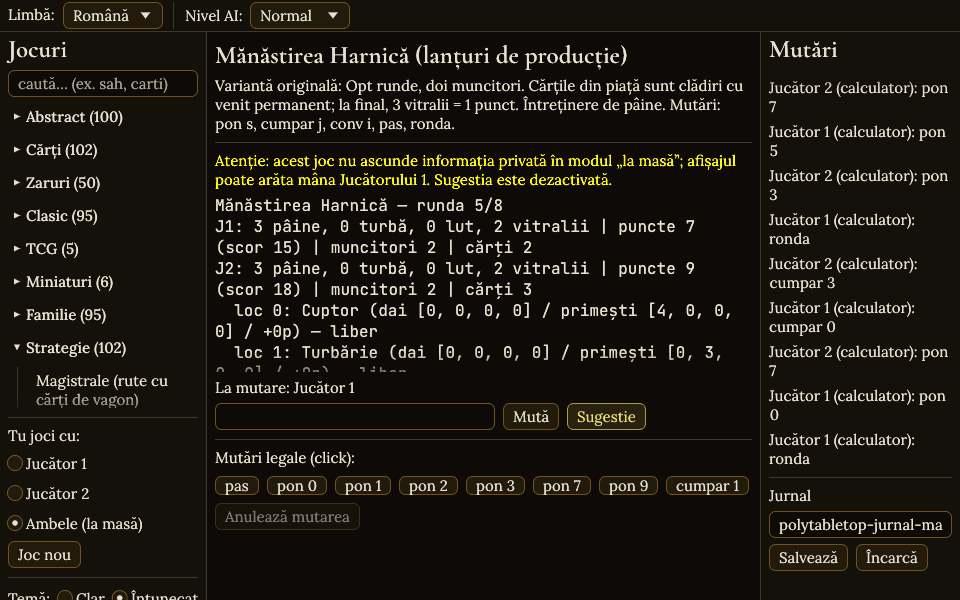 Limbă:
Română
Nivel AI:
Normal
Jocuri
caută... (ex. sah, carti)
Abstract (100)
Cărți (102)
Zaruri (50)
Clasic (95)
TCG (5)
Miniaturi (6)
Familie (95)
Strategie (102)
Magistrale (rute cu
cărți de vagon)
Tu joci cu:
Jucător 1
Jucător 2
Ambele (la masă)
Joc nou
Temă: Clar Întunecat
Mănăstirea Harnică (lanțuri de producție)
Variantă originală: Opt runde, doi muncitori. Cărțile din piață sunt clădiri cu
venit permanent; la final, 3 vitralii = 1 punct. Întreținere de pâine. Mutări:
pon s, cumpar j, conv i, pas, ronda.
Atenție: acest joc nu ascunde informația privată în modul „la masă”; afișajul
poate arăta mâna Jucătorului 1. Sugestia este dezactivată.
Mănăstirea Harnică — runda 5/8
J1: 3 pâine, 0 turbă, 0 lut, 2 vitralii | puncte 7
(scor 15) | muncitori 2 | cărți 2
J2: 3 pâine, 0 turbă, 0 lut, 2 vitralii | puncte 9
(scor 18) | muncitori 2 | cărți 3
loc 0: Cuptor (dai [0, 0, 0, 0] / primești [4, 0, 0,
0] / +0p) — liber
loc 1: Turbărie (dai [0, 0, 0, 0] / primești [0, 3,
0, 0] / +0p) — liber
La mutare: Jucător 1
Mută
Sugestie
Mutări legale (click):
pas
pon 0
pon 1
pon 2
pon 3
pon 7
pon 9
cumpar 1
Anulează mutarea
Mutări
Jucător 2 (calculator): pon
7
Jucător 1 (calculator): pon
5
Jucător 2 (calculator): pon
3
Jucător 1 (calculator):
ronda
Jucător 2 (calculator):
cumpar 3
Jucător 1 (calculator):
cumpar 0
Jucător 2 (calculator): pon
7
Jucător 1 (calculator): pon
0
Jucător 1 (calculator):
ronda
Jurnal
polytabletop-jurnal-ma
Salvează
Încarcă